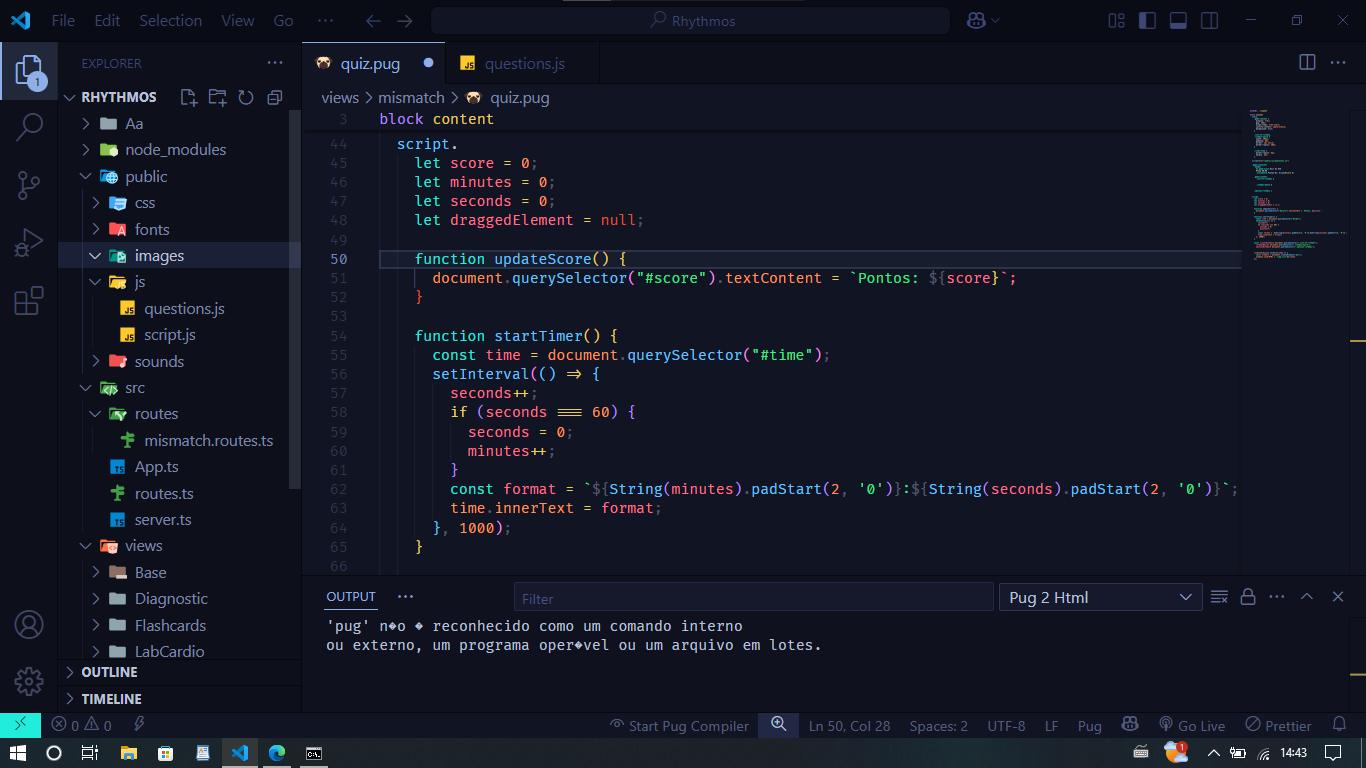 File Edit Selection View Go ··· Rhythmos
EXPLORER ···
RHYTHMOS
Aa
node_modules
public
css
fonts
images
js
questions.js
script.js
sounds
src
routes
mismatch.routes.ts
App.ts
routes.ts
server.ts
views
Base
Diagnostic
Flashcards
LabCardio
OUTLINE
TIMELINE
1
quiz.pug
questions.js
views > mismatch > quiz.pug
3 block content
44 script.
45 let score = 0;
46 let minutes = 0;
47 let seconds = 0;
48 let draggedElement = null;
49
50 function updateScore() {
51 document.querySelector("#score").textContent = `Pontos: ${score}`;
52 }
53
54 function startTimer() {
55 const time = document.querySelector("#time");
56 setInterval(() => {
57 seconds++;
58 if (seconds === 60) {
59 seconds = 0;
60 minutes++;
61 }
62 const format = `${String(minutes).padStart(2, '0')}:${String(seconds).padStart(2, '0')}`;
63 time.innerText = format;
64 }, 1000);
65 }
66
OUTPUT ··· Filter Pug 2 Html
'pug' n�o � reconhecido como um comando interno
ou externo, um programa oper�vel ou um arquivo em lotes.
0 0 Start Pug Compiler Ln 50, Col 28 Spaces: 2 UTF-8 LF Pug Go Live Prettier
1 14:43